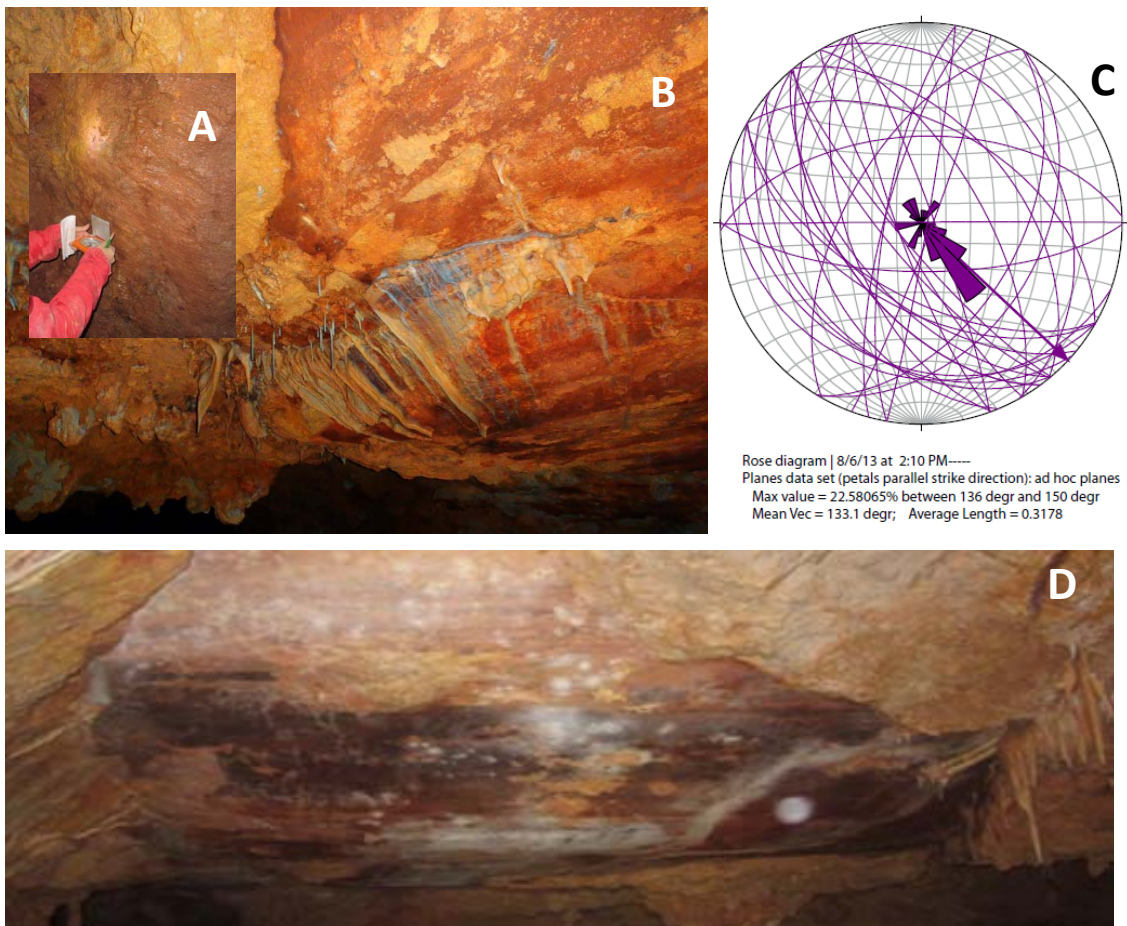 A
B
C
Rose diagram | 8/6/13 at 2:10 PM-----
Planes data set (petals parallel strike direction): ad hoc planes
Max value = 22.58065% between 136 degr and 150 degr
Mean Vec = 133.1 degr; Average Length = 0.3178
D